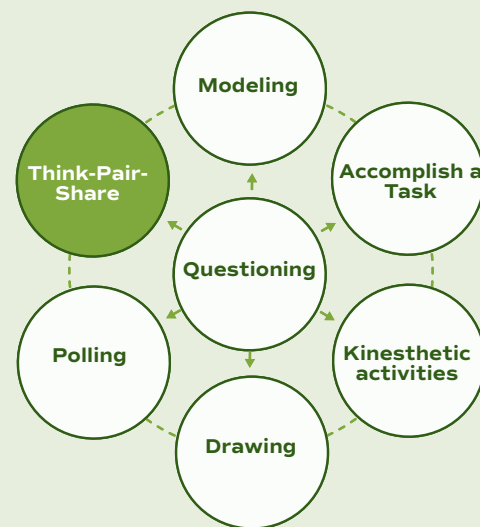 Modeling
Think-Pair-
Share
Accomplish a
Task
Questioning
Polling
Kinesthetic
activities
Drawing